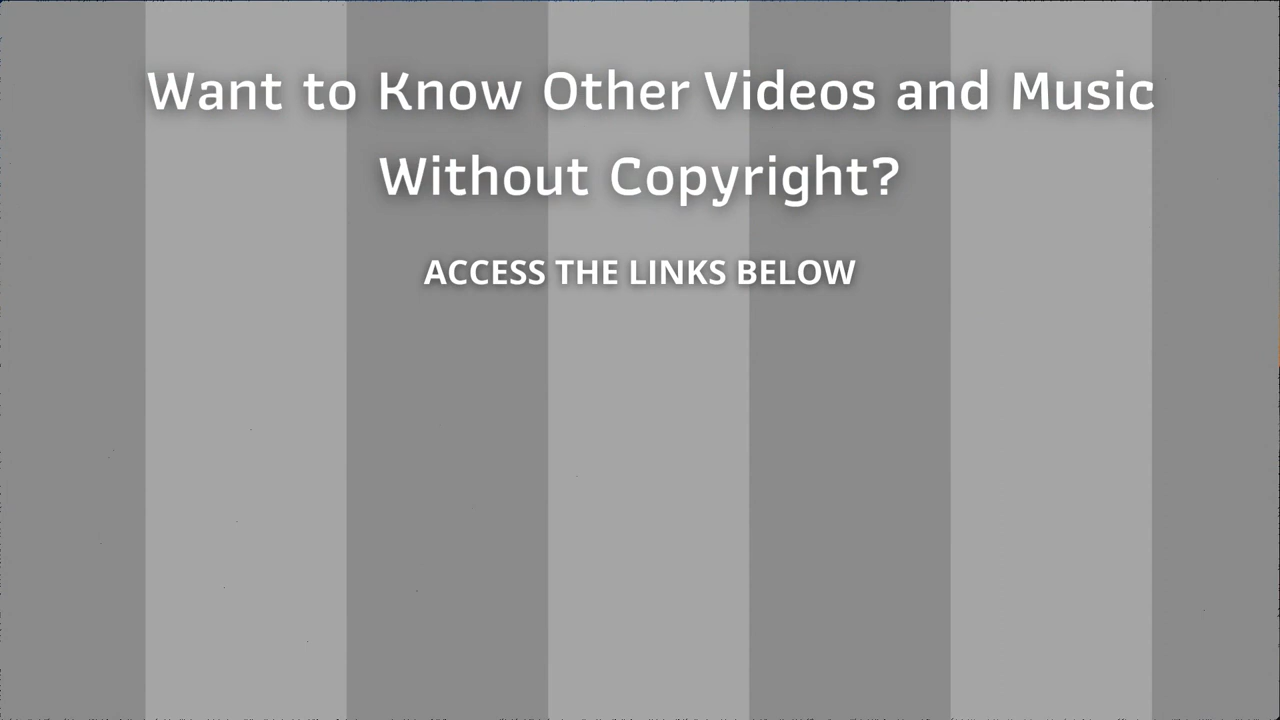 Want to Know Other Videos and Music
Without Copyright?
ACCESS THE LINKS BELOW